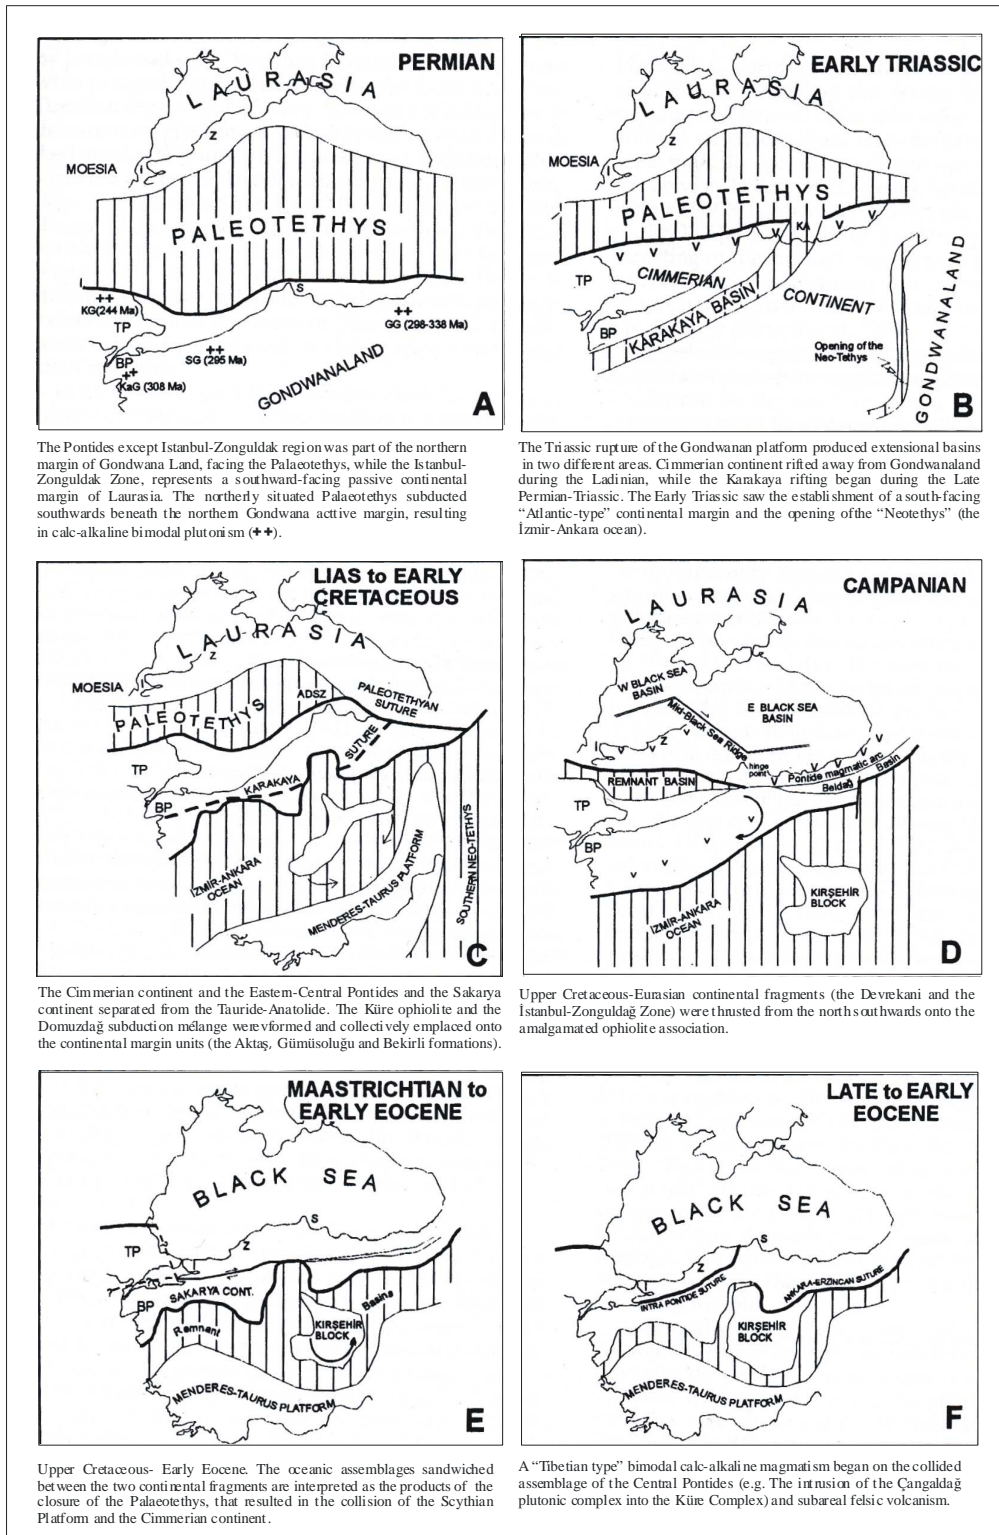 PERMIAN
LAURASIA
Z
MOESIA
I
PALEOTETHYS
++
KG(244 Ma)
S
TP
++
GG (298-338 Ma)
++
SG (295 Ma)
BP
++
KaG (308 Ma)
GONDWANALAND
A
The Pontides except Istanbul-Zonguldak region was part of the northern
margin of Gondwana Land, facing the Palaeotethys, while the Istanbul-
Zonguldak Zone, represents a southward-facing passive continental
margin of Laurasia. The northerly situated Palaeotethys subducted
southwards beneath the northern Gondwana acttive margin, resulting
in calc-alkaline bimodal plutonism (++).
EARLY TRIASSIC
LAURASIA
Z
MOESIA
I
PALEOTETHYS
V V V V V KA V V
TP
CIMMERIAN
CONTINENT
BP
KARAKAYA BASIN
Opening of the
Neo-Tethys
GONDWANALAND
B
The Triassic rupture of the Gondwanan platform produced extensional basins
in two different areas. Cimmerian continent rifted away from Gondwanaland
during the Ladinian, while the Karakaya rifting began during the Late
Permian-Triassic. The Early Triassic saw the establishment of a south-facing
“Atlantic-type” continental margin and the opening ofthe “Neotethys” (the
İzmir-Ankara ocean).
LIAS to EARLY
CRETACEOUS
LAURASIA
Z
MOESIA
I
ADSZ
PALEOTETHYAN
SUTURE
PALEOTETHYS
SUTURE
TP
KARAKAYA
BP
İZMİR-ANKARA
OCEAN
MENDERES-TAURUS PLATFORM
SOUTHERN NEO-TETHYS
C
The Cimmerian continent and the Eastern-Central Pontides and the Sakarya
continent separated from the Tauride-Anatolide. The Küre ophiolite and the
Domuzdağ subduction mélange werevformed and collectively emplaced onto
the continental margin units (the Aktaş, Gümüsoluğu and Bekirli formations).
CAMPANIAN
LAURASIA
W BLACK SEA
BASIN
E BLACK SEA
BASIN
Mid-Black Sea Ridge
I V V Z V
hinge
point
V V V V V
Pontide magmatic arc
Basin
Beldağ
REMNANT BASIN
TP
BP
V V V V
KIRŞEHİR
BLOCK
İZMİR-ANKARA
OCEAN
D
Upper Cretaceous-Eurasian continental fragments (the Devrekani and the
İstanbul-Zonguldağ Zone) were thrusted from the north southwards onto the
amalgamated ophiolite association.
MAASTRICHTIAN to
EARLY EOCENE
BLACK SEA
S
TP
Z
SAKARYA CONT.
BP
Remnant
Basins
KIRŞEHİR
BLOCK
MENDERES-TAURUS PLATFORM
E
Upper Cretaceous- Early Eocene. The oceanic assemblages sandwiched
between the two continental fragments are interpreted as the products of the
closure of the Palaeotethys, that resulted in the collision of the Scythian
Platform and the Cimmerian continent.
LATE to EARLY
EOCENE
BLACK SEA
S
Z
INTRA PONTIDE SUTURE
ANKARA-ERZINCAN SUTURE
KIRŞEHİR
BLOCK
MENDERES-TAURUS PLATFORM
F
A “Tibetian type” bimodal calc-alkaline magmatism began on the collided
assemblage of the Central Pontides (e.g. The intrusion of the Çangaldağ
plutonic complex into the Küre Complex) and subareal felsic volcanism.